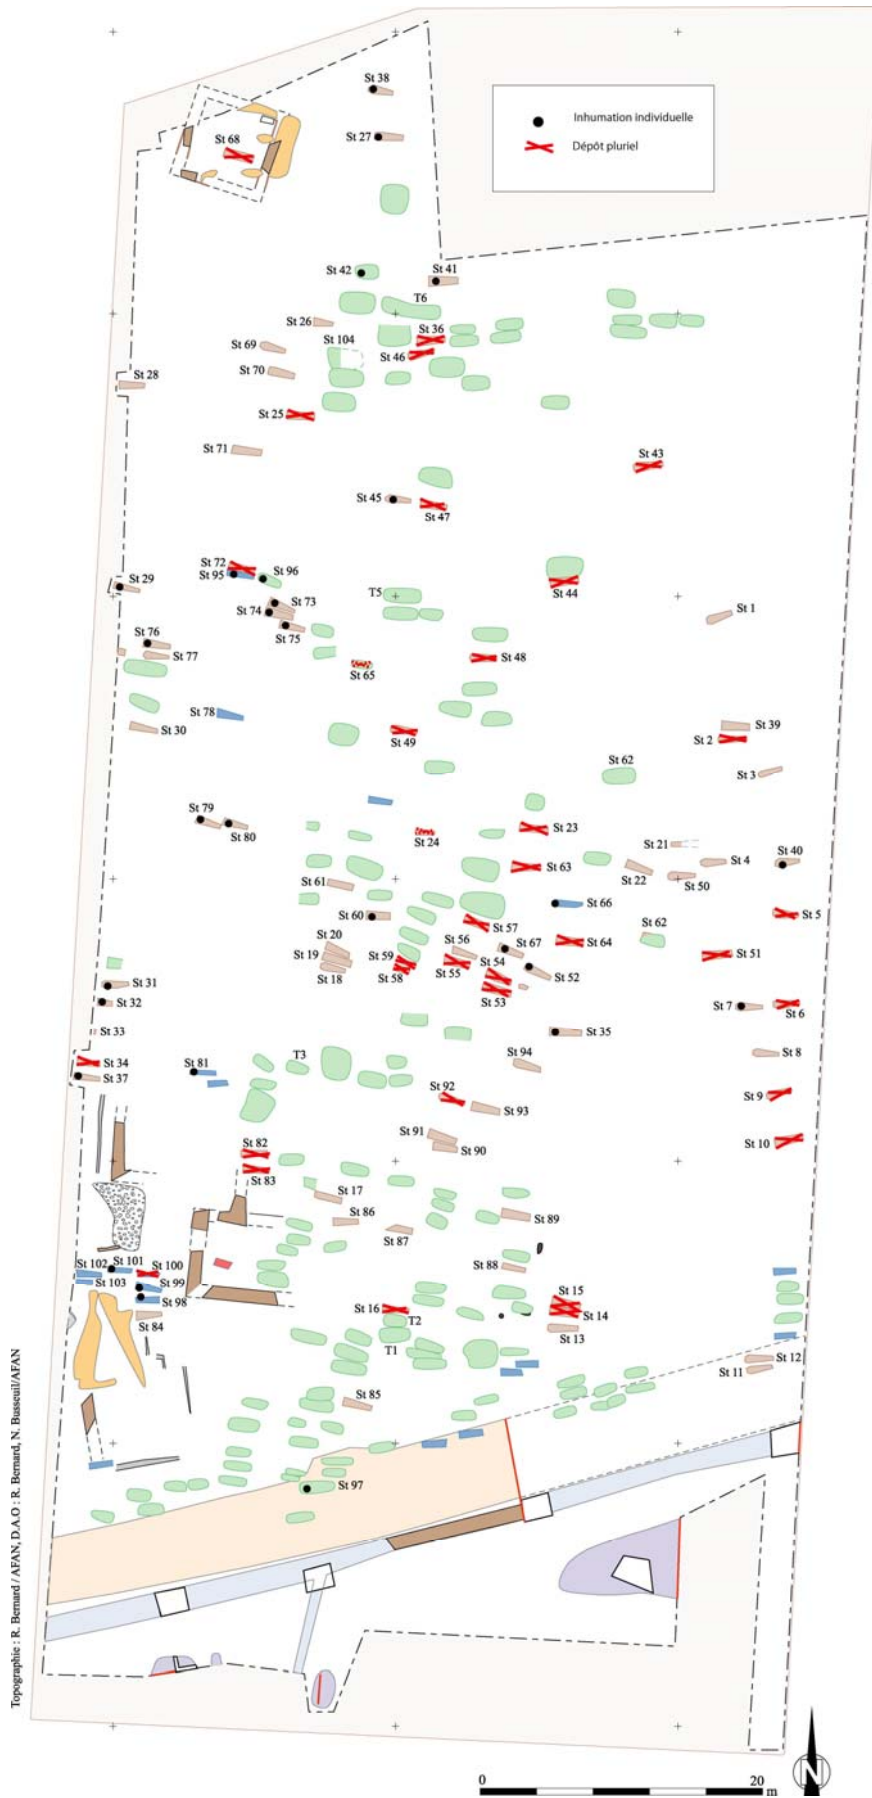 St 38
Inhumation individuelle
Dépôt pluriel
St 68
St 27
St 42
St 41
T6
St 26
St 36
St 69
St 104
St 46
St 70
St 28
St 25
St 71
St 43
St 45
St 47
St 72
St 95
St 96
St 29
St 44
T5
St 73
St 74
St 1
St 75
St 76
St 77
St 48
St 65
St 78
St 30
St 39
St 2
St 49
St 62
St 3
St 79
St 80
St 23
St 24
St 21
St 4
St 40
St 63
St 22
St 50
St 61
St 66
St 60
St 5
St 57
St 62
St 20
St 56
St 67
St 64
St 19
St 59
St 54
St 51
St 18
St 58
St 55
St 52
St 53
St 31
St 32
St 7
St 6
St 33
St 35
St 34
St 37
St 81
T3
St 94
St 8
St 92
St 93
St 9
St 91
St 90
St 82
St 83
St 10
St 17
St 86
St 87
St 89
St 88
St 102
St 101
St 100
St 103
St 99
St 98
St 84
St 16
T2
T1
St 15
St 14
St 13
St 12
St 11
St 85
St 97
Topographie : R. Bernard / AFAN, D.A.O : R. Bernard, N. Busseuil/AFAN
0
20
m
N